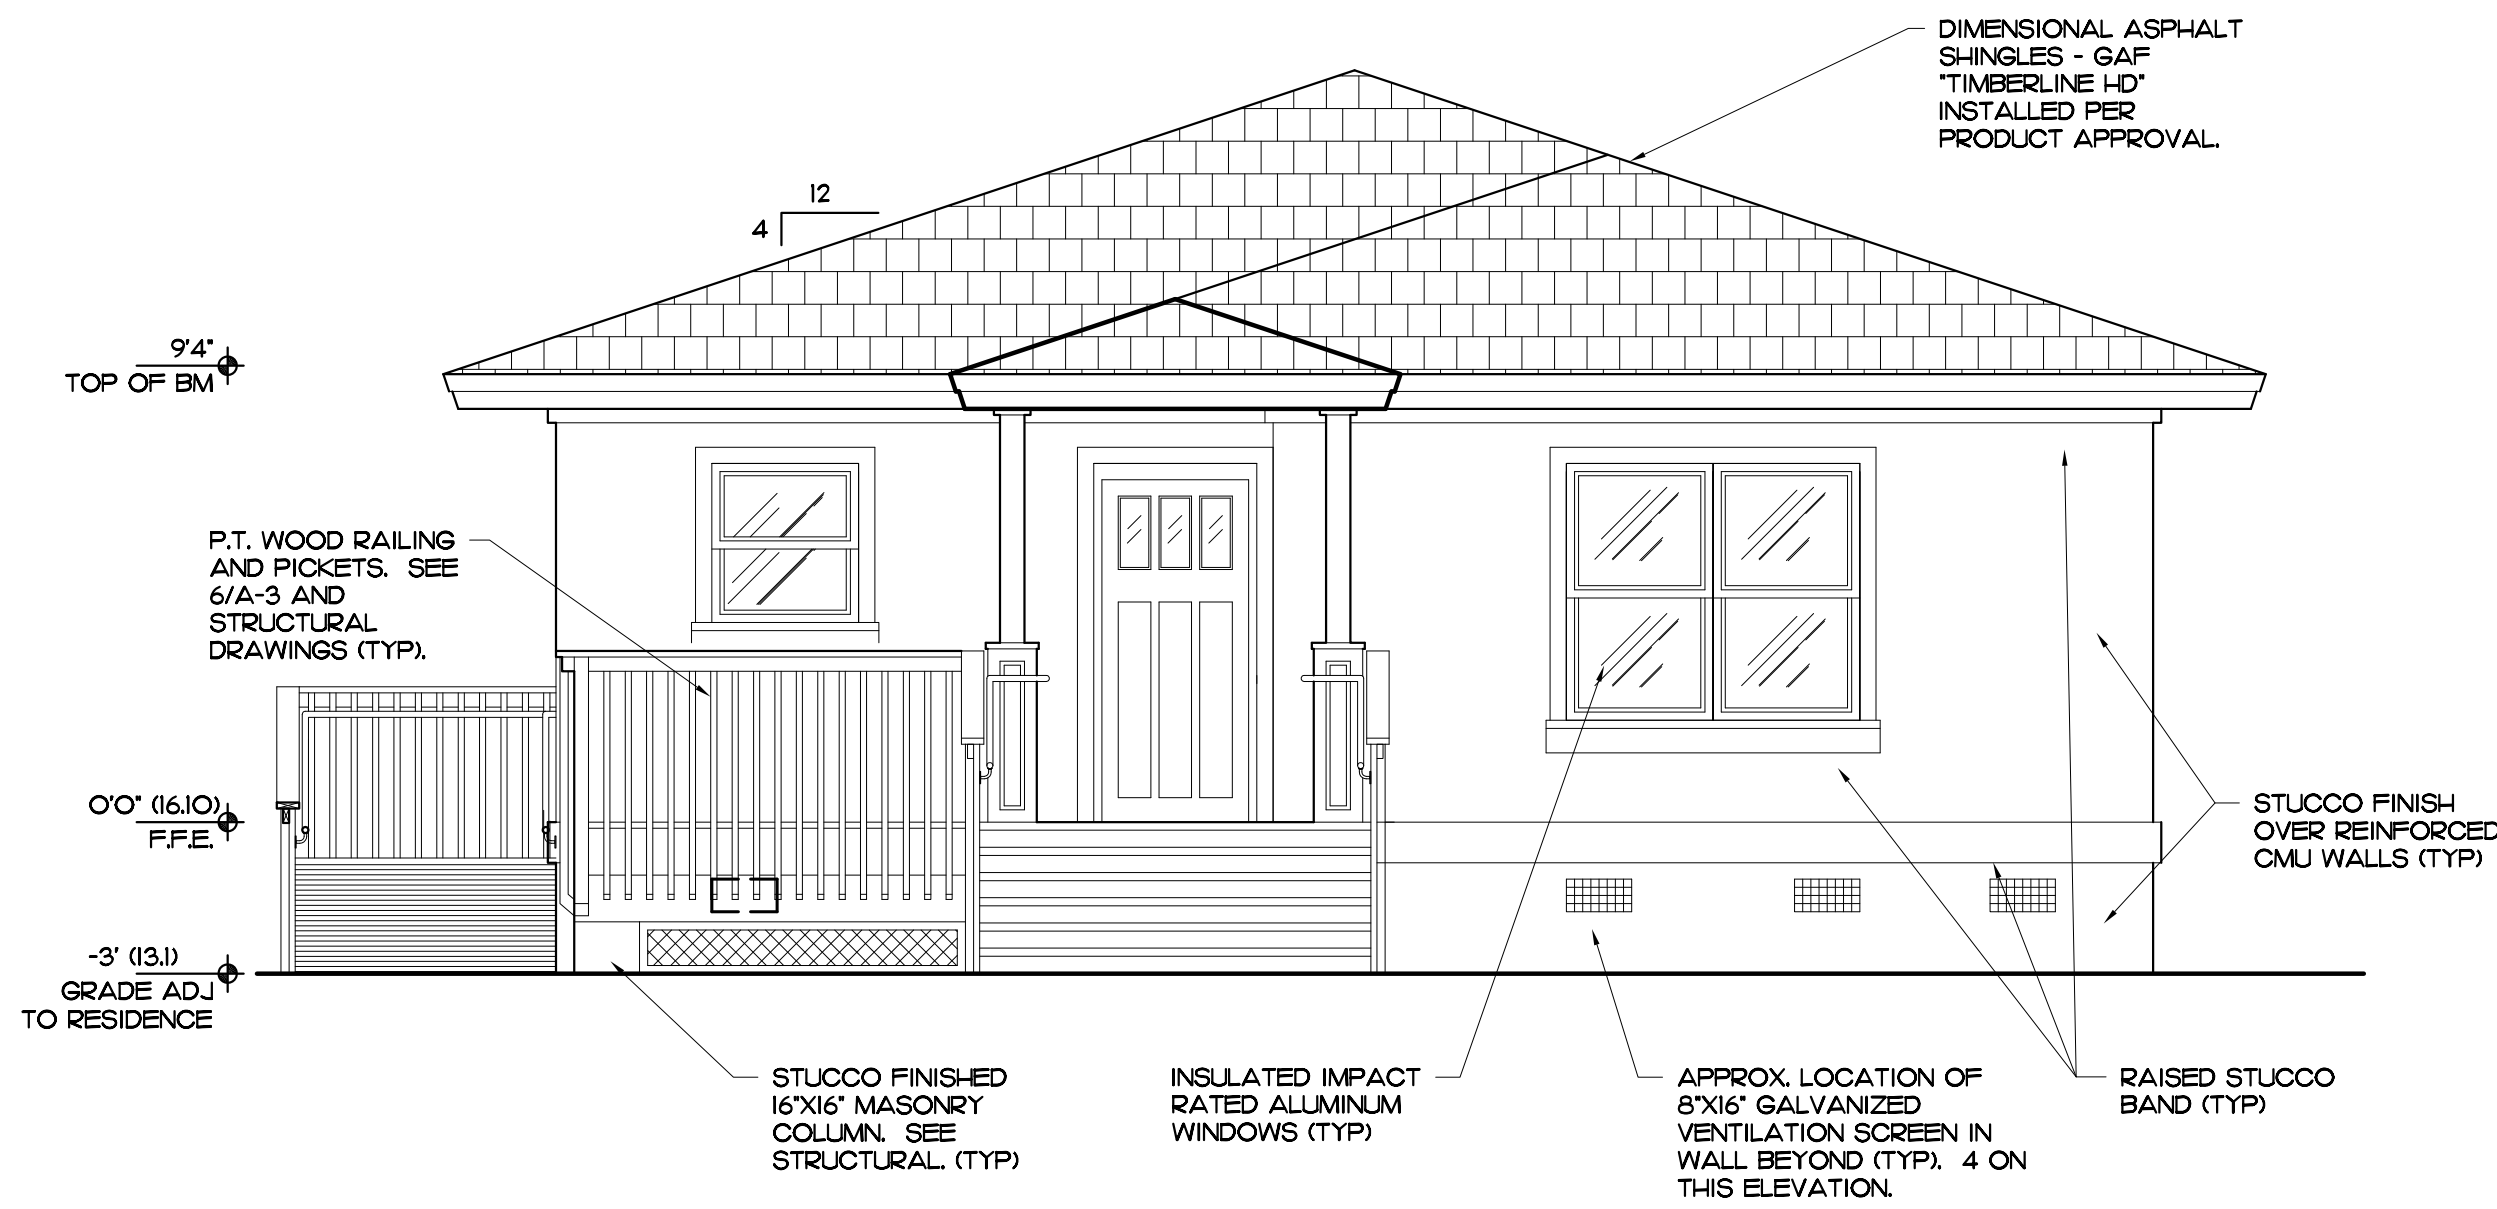 DIMENSIONAL ASPHALT
SHINGLES - GAF
"TIMBERLINE HD"
INSTALLED PER
PRODUCT APPROVAL.
12
4
9'4"
TOP OF BM
P.T. WOOD RAILING
AND PICKETS.  SEE
6/A-3 AND
STRUCTURAL
DRAWINGS (TYP).
0'0" (16.10)
F.F.E.
-3' (13.1)
GRADE ADJ
TO RESIDENCE
STUCCO FINISH
OVER REINFORCED
CMU WALLS (TYP)
STUCCO FINISHED
16"X16" MASONRY
COLUMN.  SEE
STRUCTURAL. (TYP)
INSULATED IMPACT
RATED ALUMINUM
WINDOWS (TYP)
APPROX. LOCATION OF
8"X16" GALVANIZED
VENTILATION SCREEN IN
WALL BEYOND (TYP).  4 ON
THIS ELEVATION.
RAISED STUCCO
BAND (TYP)